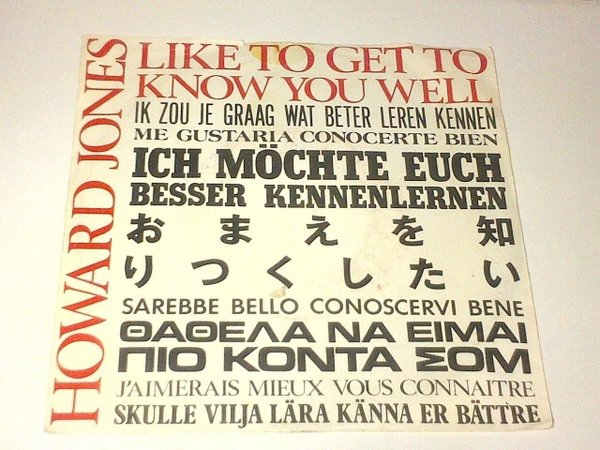 HOWARD JONES
LIKE TO GET TO
KNOW YOU WELL
IK ZOU JE GRAAG WAT BETER LEREN KENNEN
ME GUSTARIA CONOCERTE BIEN
ICH MÖCHTE EUCH
BESSER KENNENLERNEN
おまえを知
りつくしたい
SAREBBE BELLO CONOSCERVI BENE
ΘΑΘΕΛΑ ΝΑ ΕΙΜΑΙ
ΠΙΟ ΚΟΝΤΑ ΣΟΜ
J'AIMERAIS MIEUX VOUS CONNAITRE
SKULLE VILJA LÄRA KÄNNA ER BÄTTRE